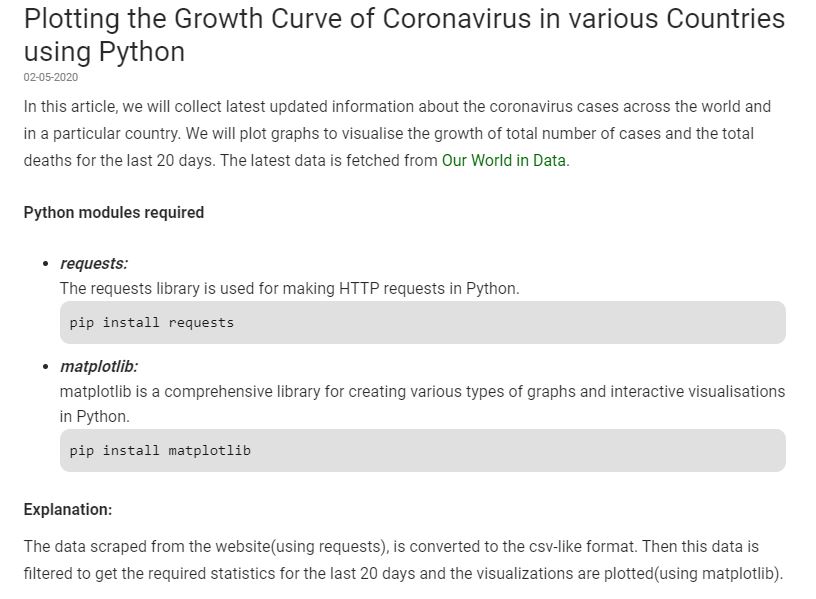 Plotting the Growth Curve of Coronavirus in various Countries
using Python
02-05-2020
In this article, we will collect latest updated information about the coronavirus cases across the world and
in a particular country. We will plot graphs to visualise the growth of total number of cases and the total
deaths for the last 20 days. The latest data is fetched from Our World in Data.
Python modules required
• requests:
The requests library is used for making HTTP requests in Python.
pip install requests
• matplotlib:
matplotlib is a comprehensive library for creating various types of graphs and interactive visualisations
in Python.
pip install matplotlib
Explanation:
The data scraped from the website(using requests), is converted to the csv-like format. Then this data is
filtered to get the required statistics for the last 20 days and the visualizations are plotted(using matplotlib).